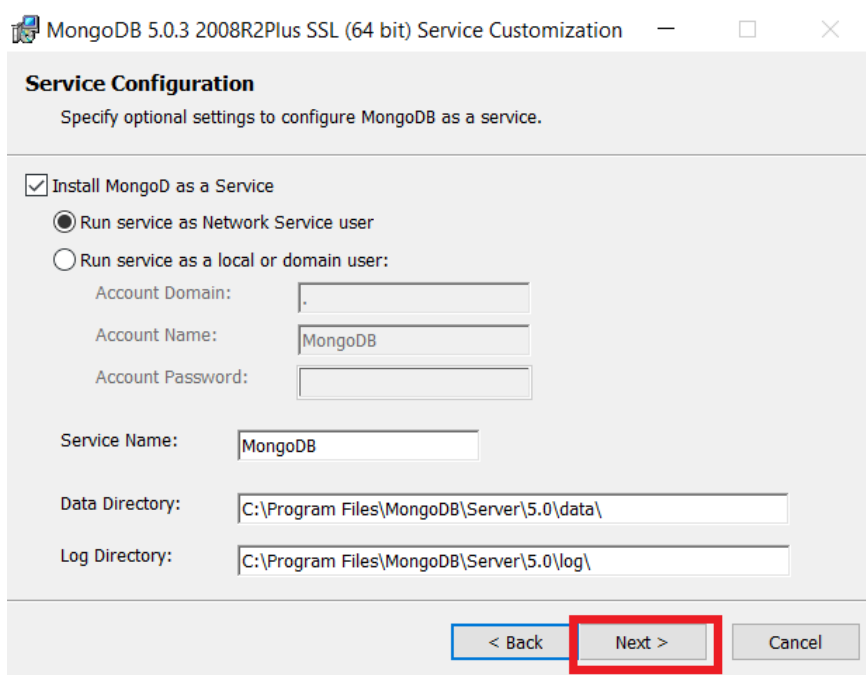 MongoDB 5.0.3 2008R2Plus SSL (64 bit) Service Customization
Service Configuration
Specify optional settings to configure MongoDB as a service.
Install MongoD as a Service
Run service as Network Service user
Run service as a local or domain user:
Account Domain: .
Account Name: MongoDB
Account Password:
Service Name: MongoDB
Data Directory: C:\Program Files\MongoDB\Server\5.0\data\
Log Directory: C:\Program Files\MongoDB\Server\5.0\log\
< Back Next > Cancel